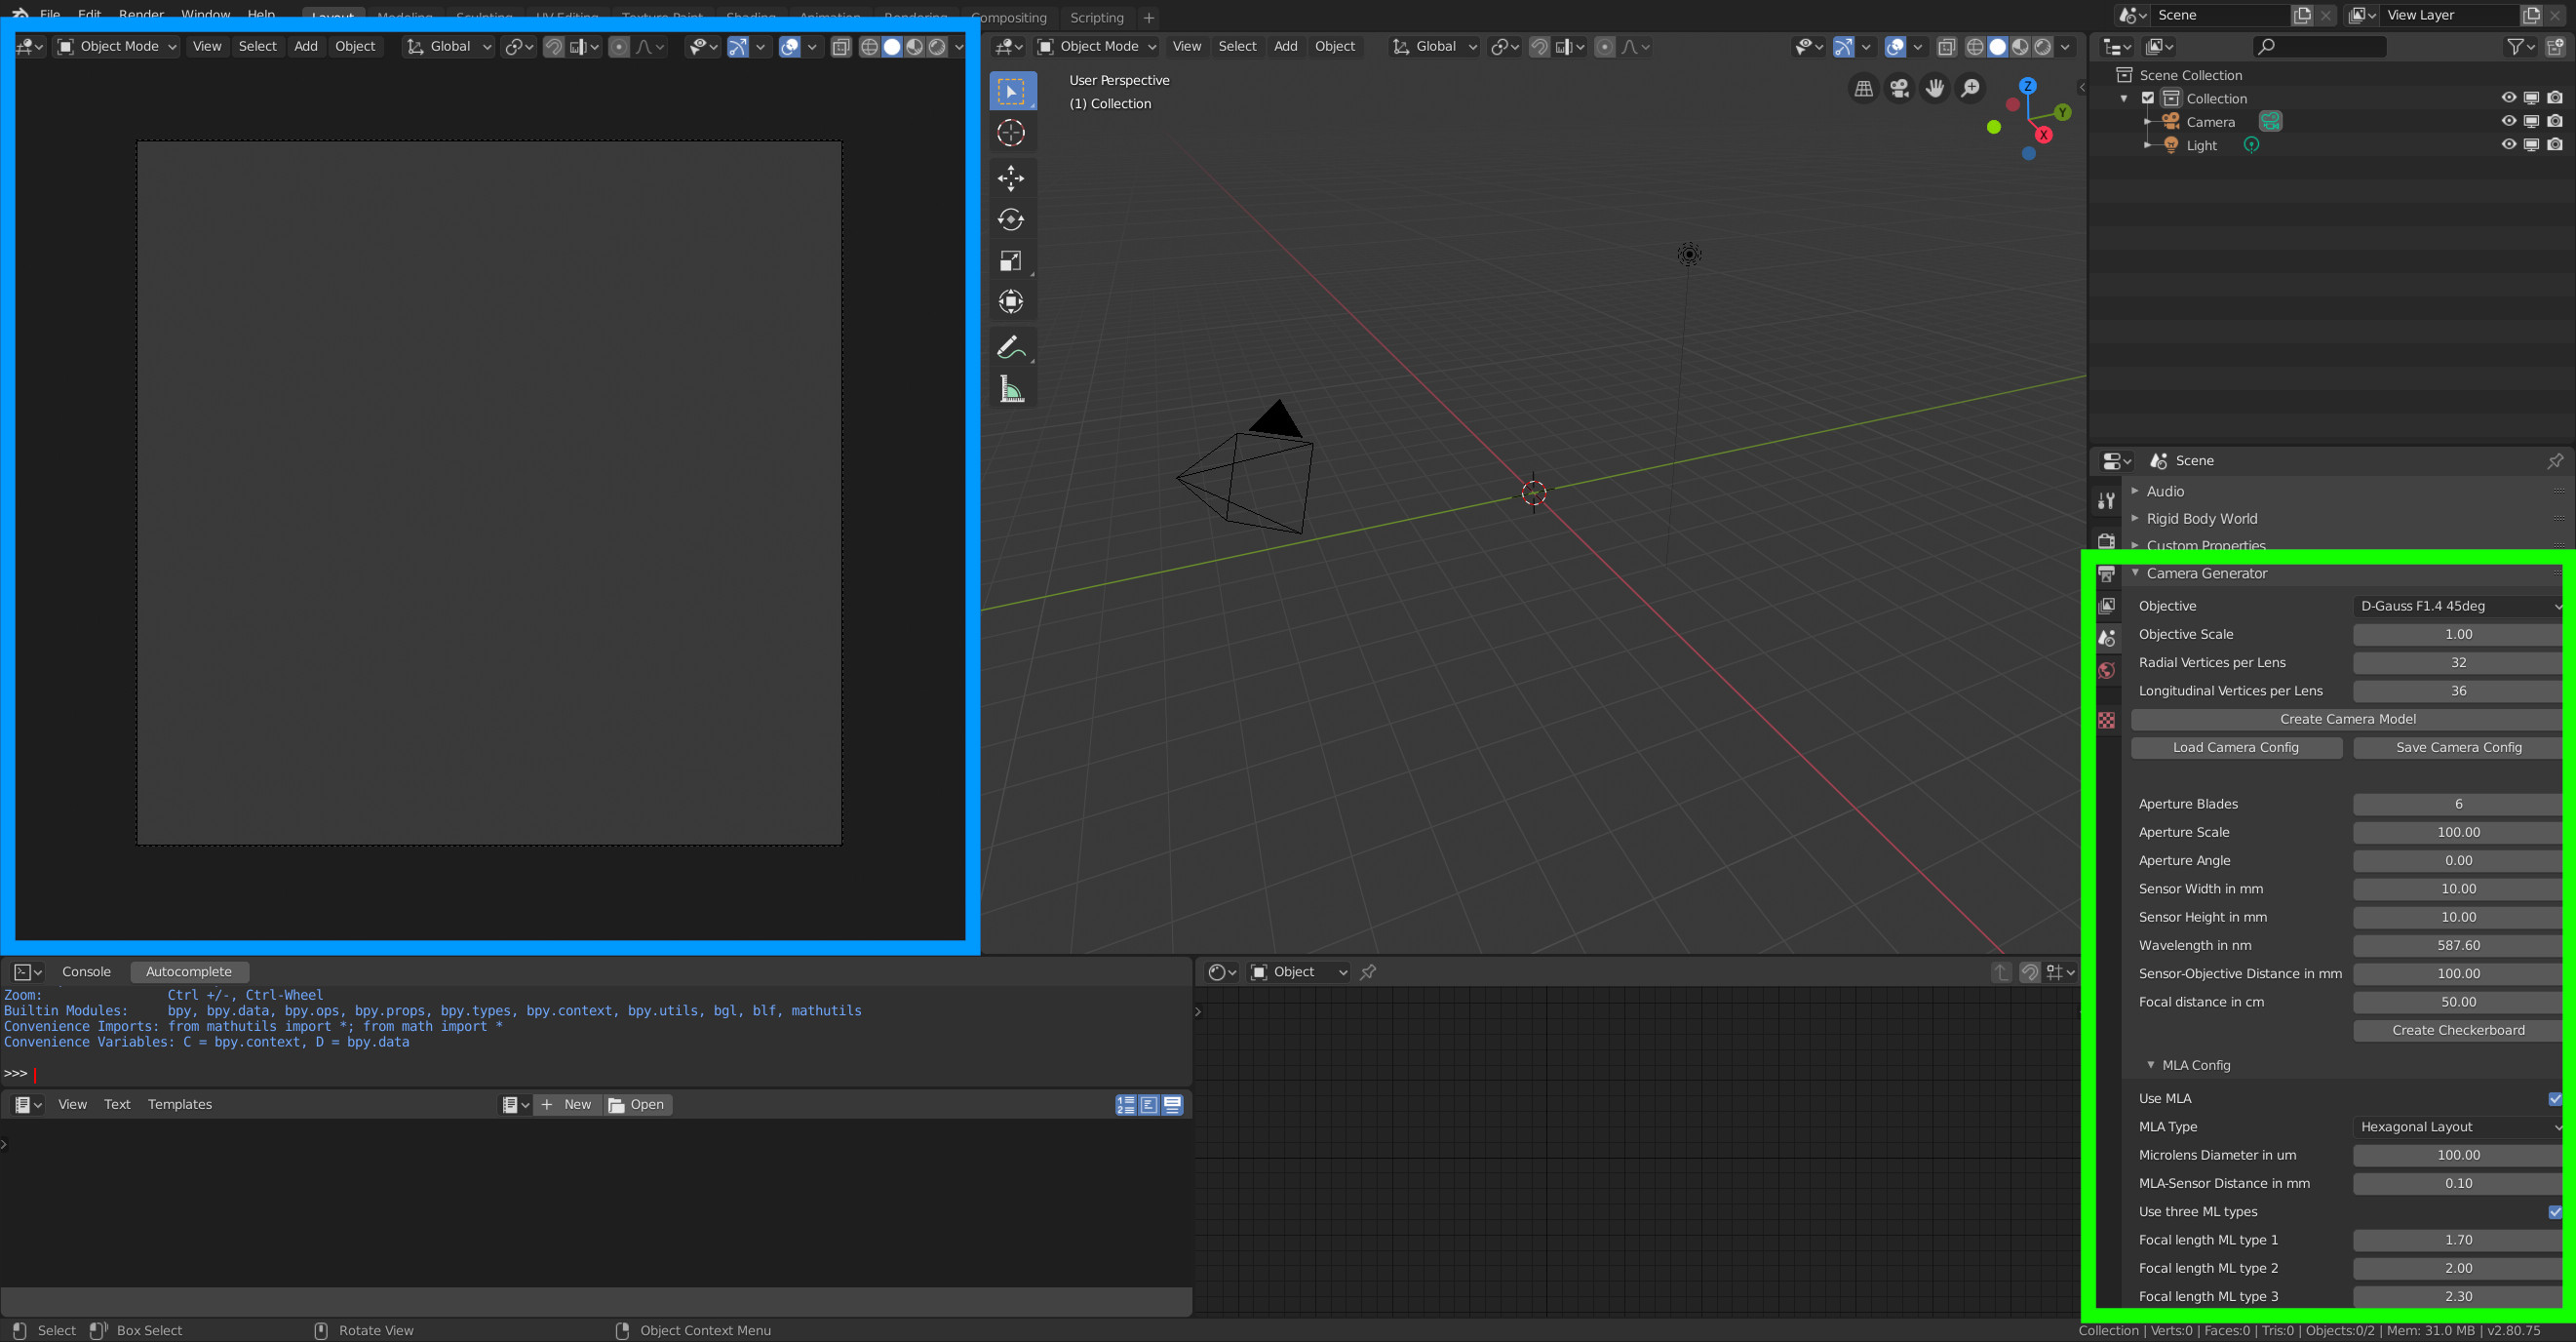 File Edit Render Window Help Layout Modeling Sculpting UV Editing Texture Paint Shading Animation Rendering Compositing Scripting +
Scene
View Layer
Object Mode View Select Add Object Global
Object Mode View Select Add Object Global
User Perspective
(1) Collection
Z
Y
X
Scene Collection
Collection
Camera
Light
Scene
Audio
Rigid Body World
Custom Properties
Camera Generator
Objective D-Gauss F1.4 45deg
Objective Scale 1.00
Radial Vertices per Lens 32
Longitudinal Vertices per Lens 36
Create Camera Model
Load Camera Config Save Camera Config
Aperture Blades 6
Aperture Scale 100.00
Aperture Angle 0.00
Sensor Width in mm 10.00
Sensor Height in mm 10.00
Wavelength in nm 587.60
Sensor-Objective Distance in mm 100.00
Focal distance in cm 50.00
Create Checkerboard
MLA Config
Use MLA
MLA Type Hexagonal Layout
Microlens Diameter in um 100.00
MLA-Sensor Distance in mm 0.10
Use three ML types
Focal length ML type 1 1.70
Focal length ML type 2 2.00
Focal length ML type 3 2.30
Console Autocomplete
Zoom: Ctrl +/-, Ctrl-Wheel
Builtin Modules: bpy, bpy.data, bpy.ops, bpy.props, bpy.types, bpy.context, bpy.utils, bgl, blf, mathutils
Convenience Imports: from mathutils import *; from math import *
Convenience Variables: C = bpy.context, D = bpy.data
>>>
Object
View Text Templates + New Open
Select Box Select Rotate View Object Context Menu
Collection | Verts:0 | Faces:0 | Tris:0 | Objects:0/2 | Mem: 31.0 MB | v2.80.75